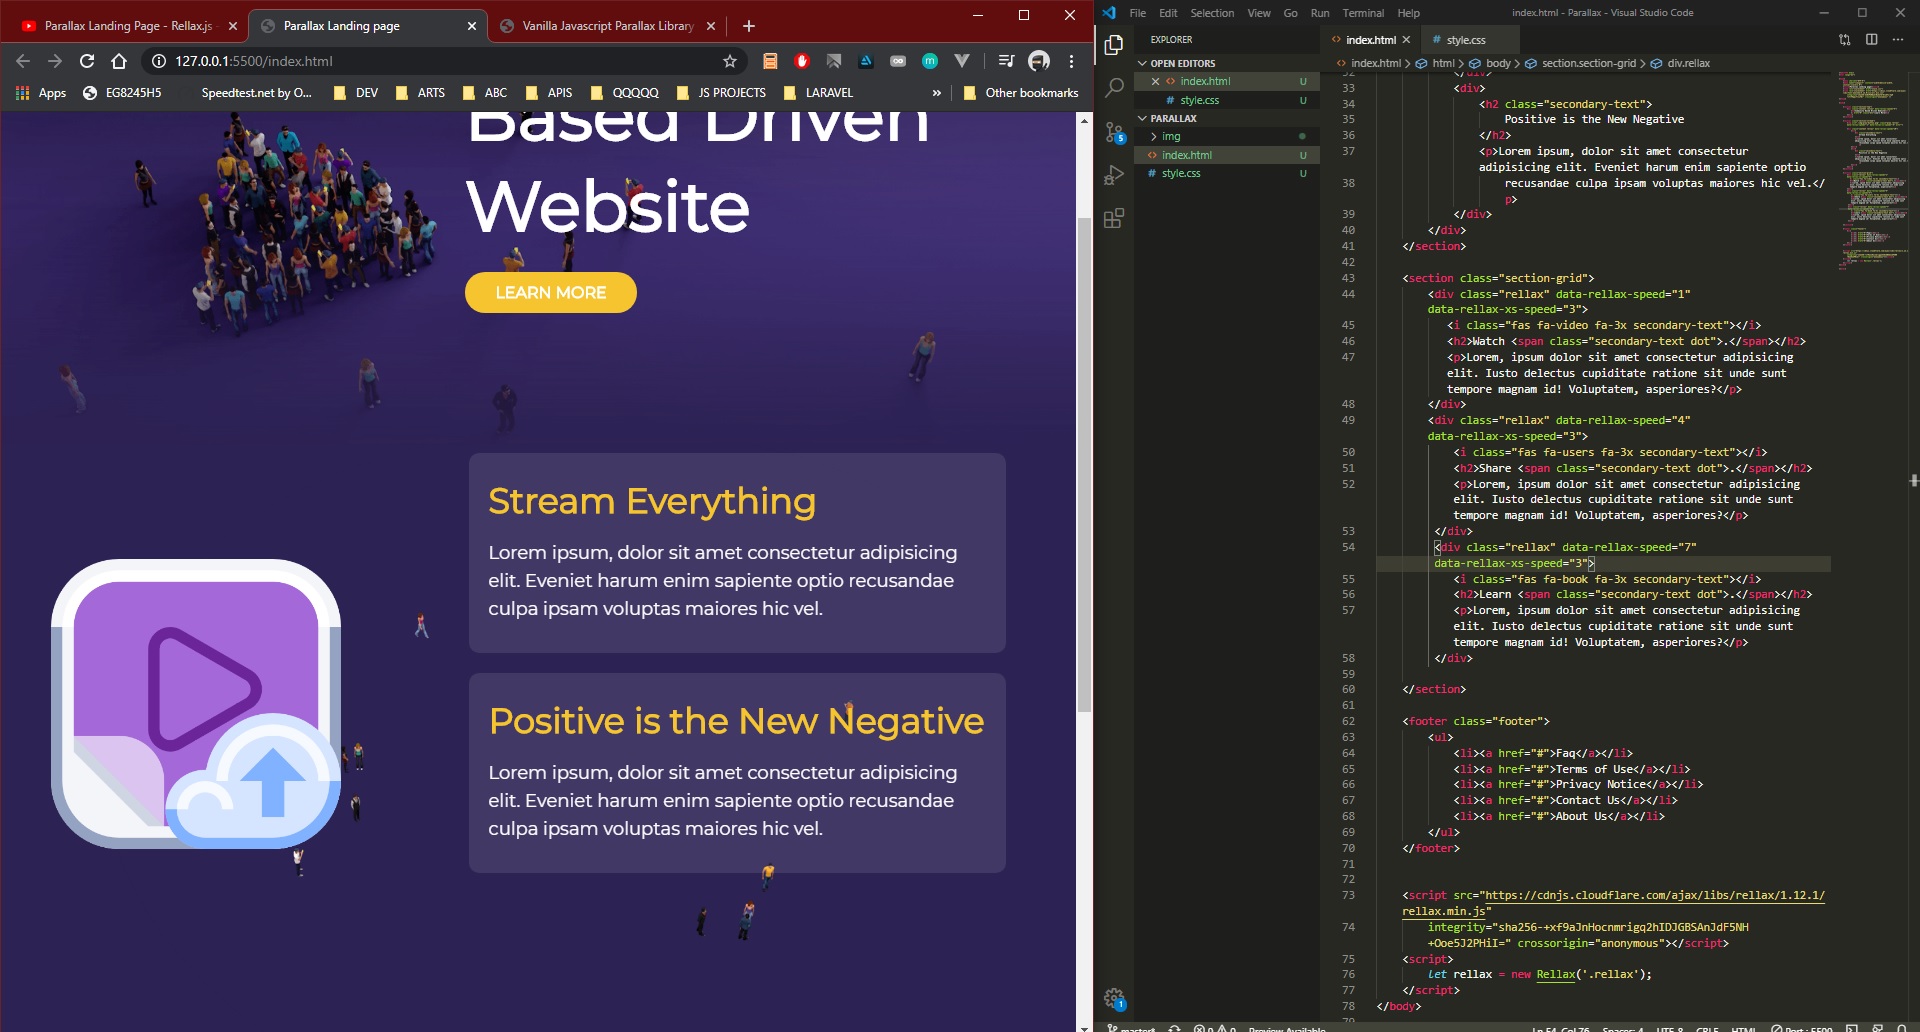 Parallax Landing Page - Rellax.js
Parallax Landing page
Vanilla Javascript Parallax Library
127.0.0.1:5500/index.html
Apps
EG8245H5
Speedtest.net by O...
DEV
ARTS
ABC
APIS
QQQQQ
JS PROJECTS
LARAVEL
»
Other bookmarks
Based Driven
Website
LEARN MORE
Stream Everything
Lorem ipsum, dolor sit amet consectetur adipisicing
elit. Eveniet harum enim sapiente optio recusandae
culpa ipsam voluptas maiores hic vel.
Positive is the New Negative
Lorem ipsum, dolor sit amet consectetur adipisicing
elit. Eveniet harum enim sapiente optio recusandae
culpa ipsam voluptas maiores hic vel.
File Edit Selection View Go Run Terminal Help
index.html - Parallax - Visual Studio Code
EXPLORER
OPEN EDITORS
index.html U
style.css U
PARALLAX
img
index.html U
style.css U
5
1
index.html
style.css
index.html > html > body > section.section-grid > div.rellax
32 </div>
33 <div>
34 <h2 class="secondary-text">
35 Positive is the New Negative
36 </h2>
37 <p>Lorem ipsum, dolor sit amet consectetur
adipisicing elit. Eveniet harum enim sapiente optio
38 recusandae culpa ipsam voluptas maiores hic vel.</
p>
39 </div>
40 </div>
41 </section>
42
43 <section class="section-grid">
44 <div class="rellax" data-rellax-speed="1"
data-rellax-xs-speed="3">
45 <i class="fas fa-video fa-3x secondary-text"></i>
46 <h2>Watch <span class="secondary-text dot">.</span></h2>
47 <p>Lorem, ipsum dolor sit amet consectetur adipisicing
elit. Iusto delectus cupiditate ratione sit unde sunt
tempore magnam id! Voluptatem, asperiores?</p>
48 </div>
49 <div class="rellax" data-rellax-speed="4"
data-rellax-xs-speed="3">
50 <i class="fas fa-users fa-3x secondary-text"></i>
51 <h2>Share <span class="secondary-text dot">.</span></h2>
52 <p>Lorem, ipsum dolor sit amet consectetur adipisicing
elit. Iusto delectus cupiditate ratione sit unde sunt
tempore magnam id! Voluptatem, asperiores?</p>
53 </div>
54 <div class="rellax" data-rellax-speed="7"
data-rellax-xs-speed="3">
55 <i class="fas fa-book fa-3x secondary-text"></i>
56 <h2>Learn <span class="secondary-text dot">.</span></h2>
57 <p>Lorem, ipsum dolor sit amet consectetur adipisicing
elit. Iusto delectus cupiditate ratione sit unde sunt
tempore magnam id! Voluptatem, asperiores?</p>
58 </div>
59
60 </section>
61
62 <footer class="footer">
63 <ul>
64 <li><a href="#">Faq</a></li>
65 <li><a href="#">Terms of Use</a></li>
66 <li><a href="#">Privacy Notice</a></li>
67 <li><a href="#">Contact Us</a></li>
68 <li><a href="#">About Us</a></li>
69 </ul>
70 </footer>
71
72
73 <script src="https://cdnjs.cloudflare.com/ajax/libs/rellax/1.12.1/
rellax.min.js"
74 integrity="sha256-+xf9aJnHocnmrigq2hIDJGBSAnJdF5NH
+Ooe5J2PHiI=" crossorigin="anonymous"></script>
75 <script>
76 let rellax = new Rellax('.rellax');
77 </script>
78 </body>
79
master* 0 0 Preview Available
Ln 54, Col 76 Spaces: 4 UTF-8 CRLF HTML Port : 5500